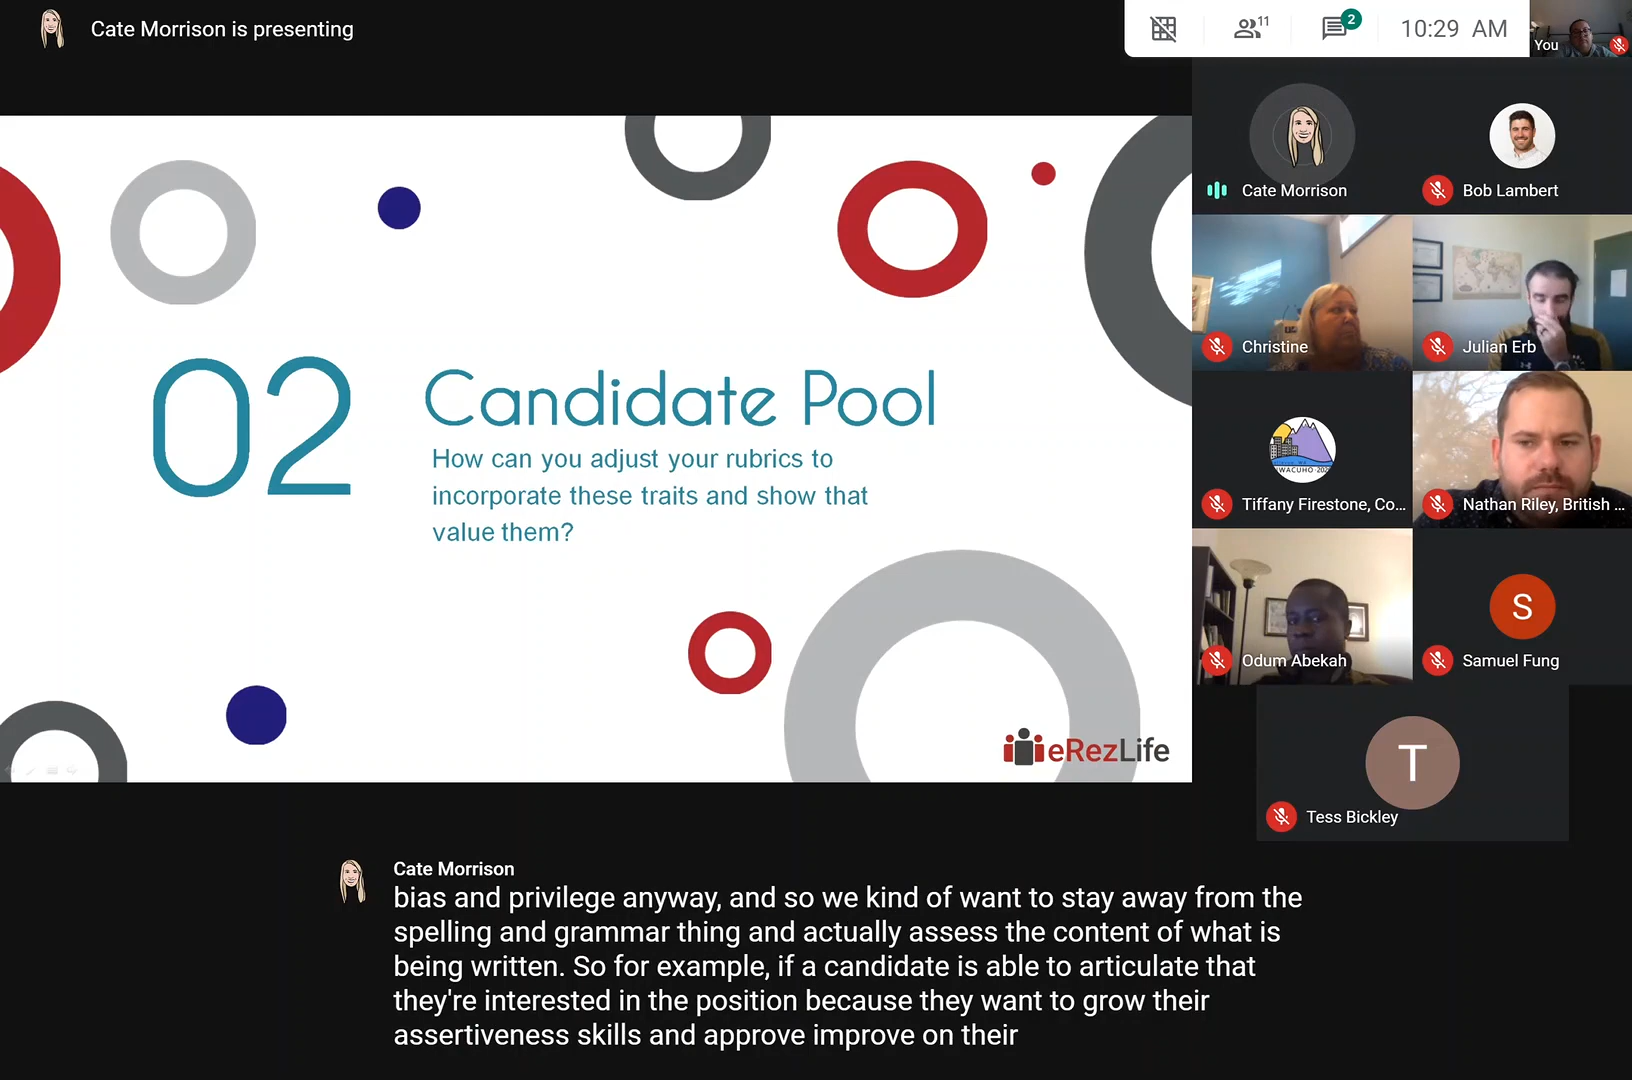 Cate Morrison is presenting
11
2
10:29 AM
You
02
Candidate Pool
How can you adjust your rubrics to
incorporate these traits and show that
value them?
eRezLife
Cate Morrison
Bob Lambert
Christine
Julian Erb
Tiffany Firestone, Co...
Nathan Riley, British ...
Odum Abekah
S
Samuel Fung
T
Tess Bickley
Cate Morrison
bias and privilege anyway, and so we kind of want to stay away from the
spelling and grammar thing and actually assess the content of what is
being written. So for example, if a candidate is able to articulate that
they're interested in the position because they want to grow their
assertiveness skills and approve improve on their